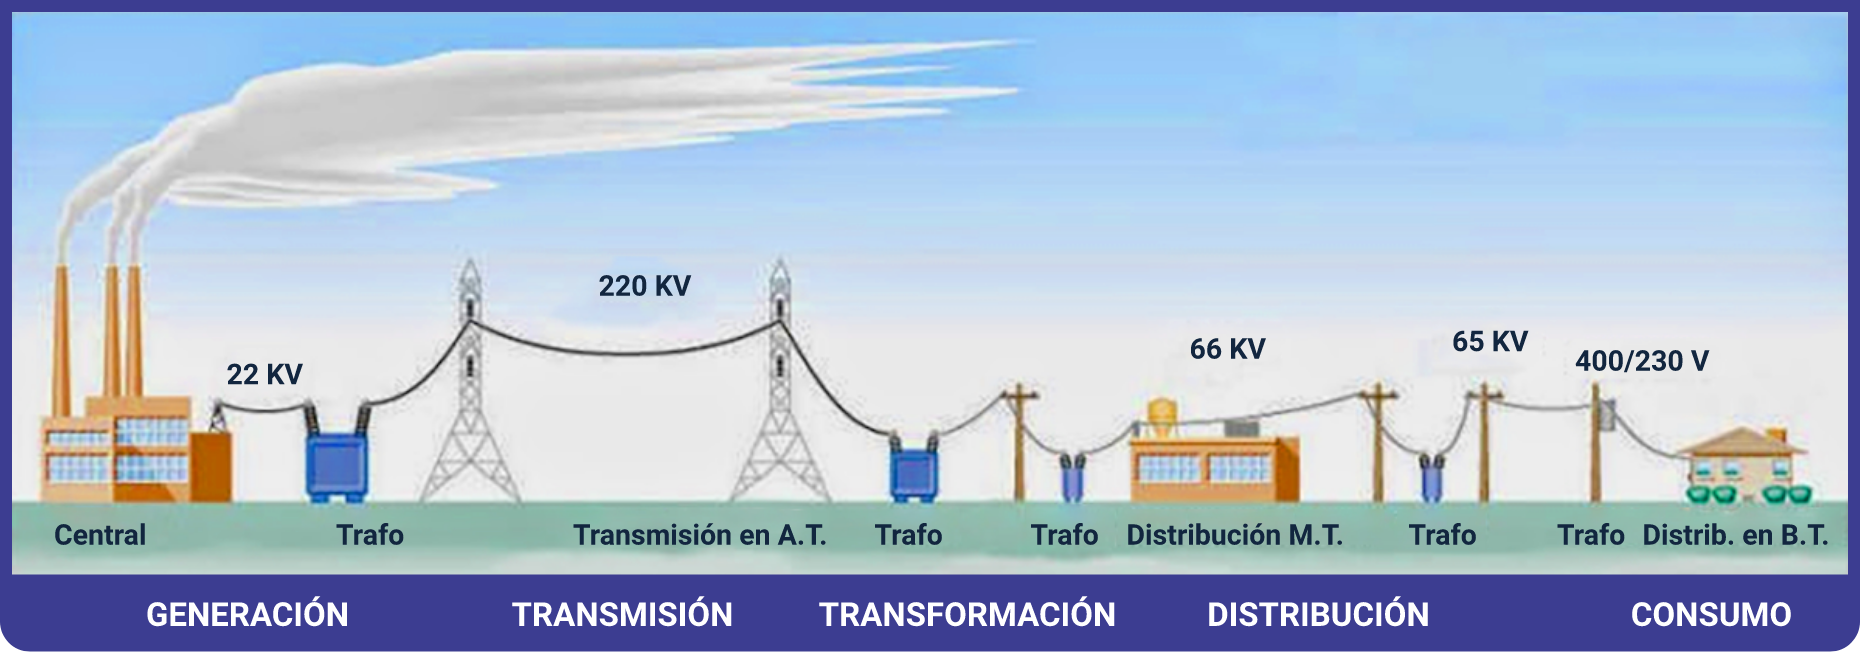 220 KV
22 KV
66 KV
65 KV
400/230 V
Central
Trafo
Transmisión en A.T.
Trafo
Trafo
Distribución M.T.
Trafo
Trafo
Distrib. en B.T.
GENERACIÓN
TRANSMISIÓN
TRANSFORMACIÓN
DISTRIBUCIÓN
CONSUMO